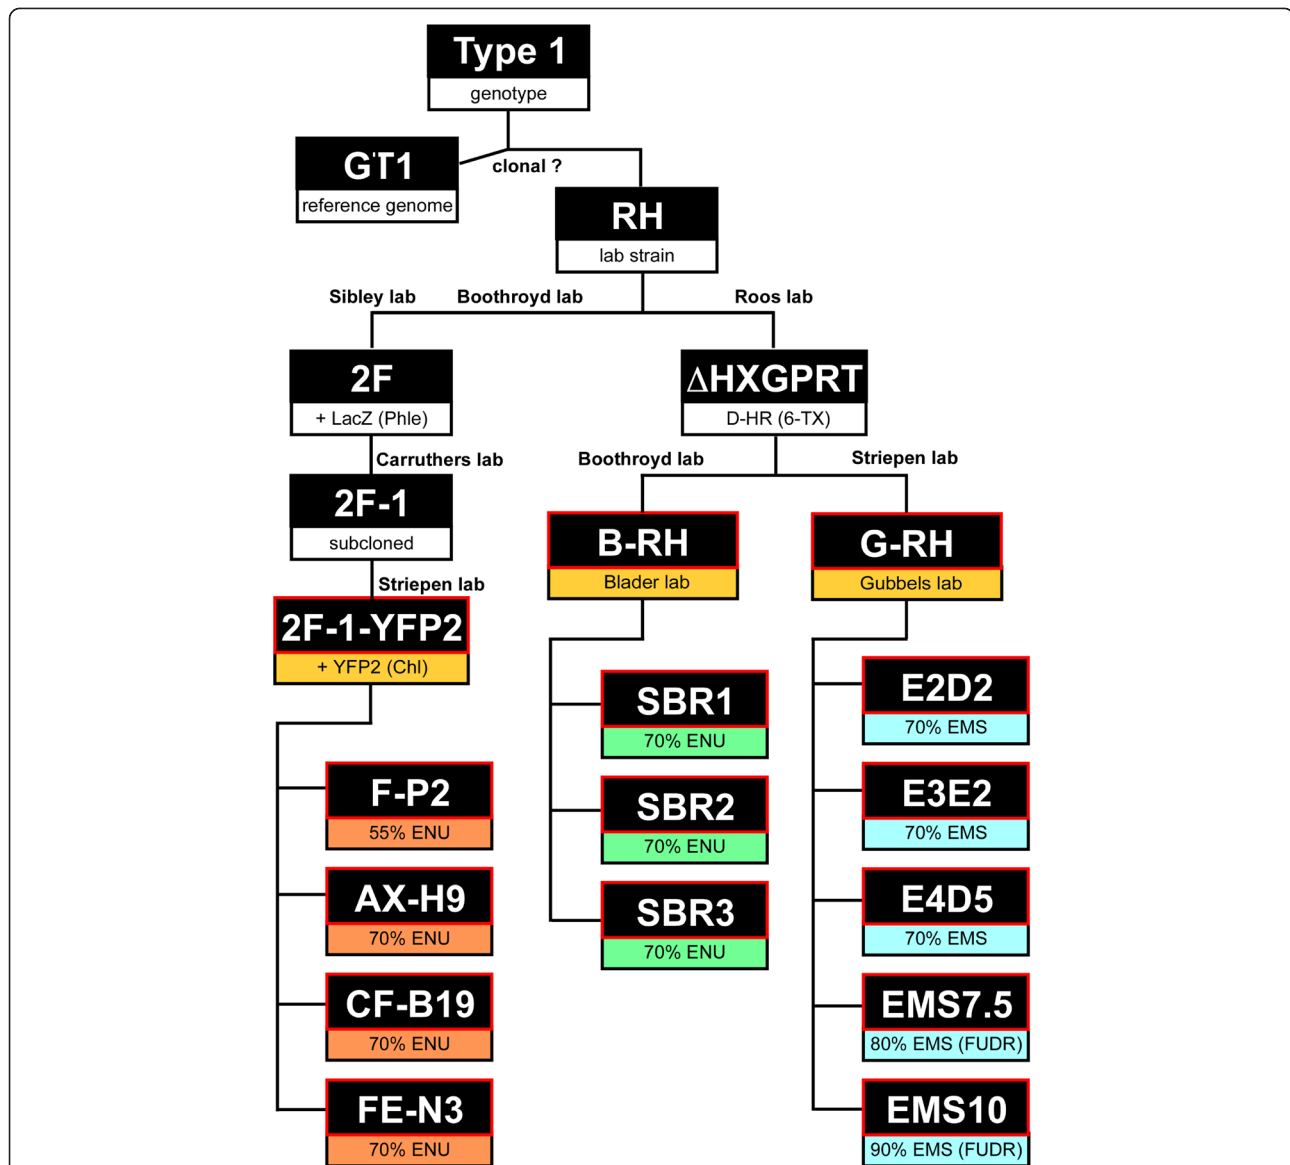 Type 1
genotype
GT1
reference genome
clonal ?
RH
lab strain
Sibley lab
Boothroyd lab
Roos lab
2F
+ LacZ (Phle)
ΔHXGPRT
D-HR (6-TX)
Carruthers lab
Boothroyd lab
Striepen lab
2F-1
subcloned
B-RH
Blader lab
G-RH
Gubbels lab
Striepen lab
2F-1-YFP2
+ YFP2 (Chl)
F-P2
55% ENU
AX-H9
70% ENU
CF-B19
70% ENU
FE-N3
70% ENU
SBR1
70% ENU
SBR2
70% ENU
SBR3
70% ENU
E2D2
70% EMS
E3E2
70% EMS
E4D5
70% EMS
EMS7.5
80% EMS (FUDR)
EMS10
90% EMS (FUDR)